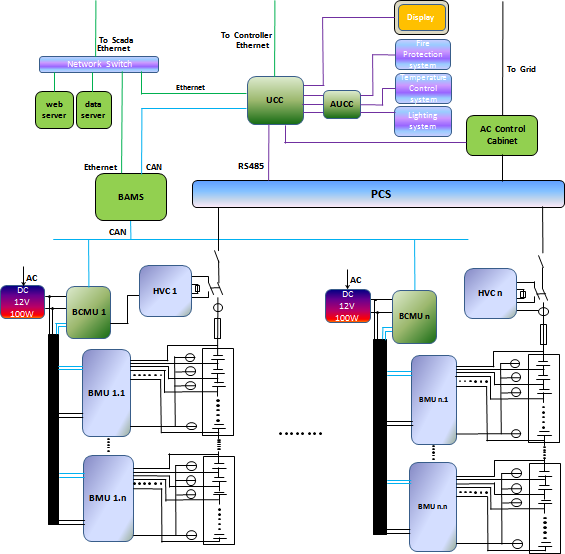 To Scada
Ethernet
To Controller
Ethernet
Display
Network Switch
Fire
Protection
system
To Grid
Ethernet
Temperature
Control
system
web
server
data
server
UCC
AUCC
Lighting
system
AC Control
Cabinet
Ethernet
CAN
RS485
BAMS
PCS
CAN
AC
DC
12V
100W
BCMU 1
HVC 1
AC
DC
12V
100W
BCMU n
HVC n
BMU 1.1
BMU n.1
BMU 1.n
BMU n.n